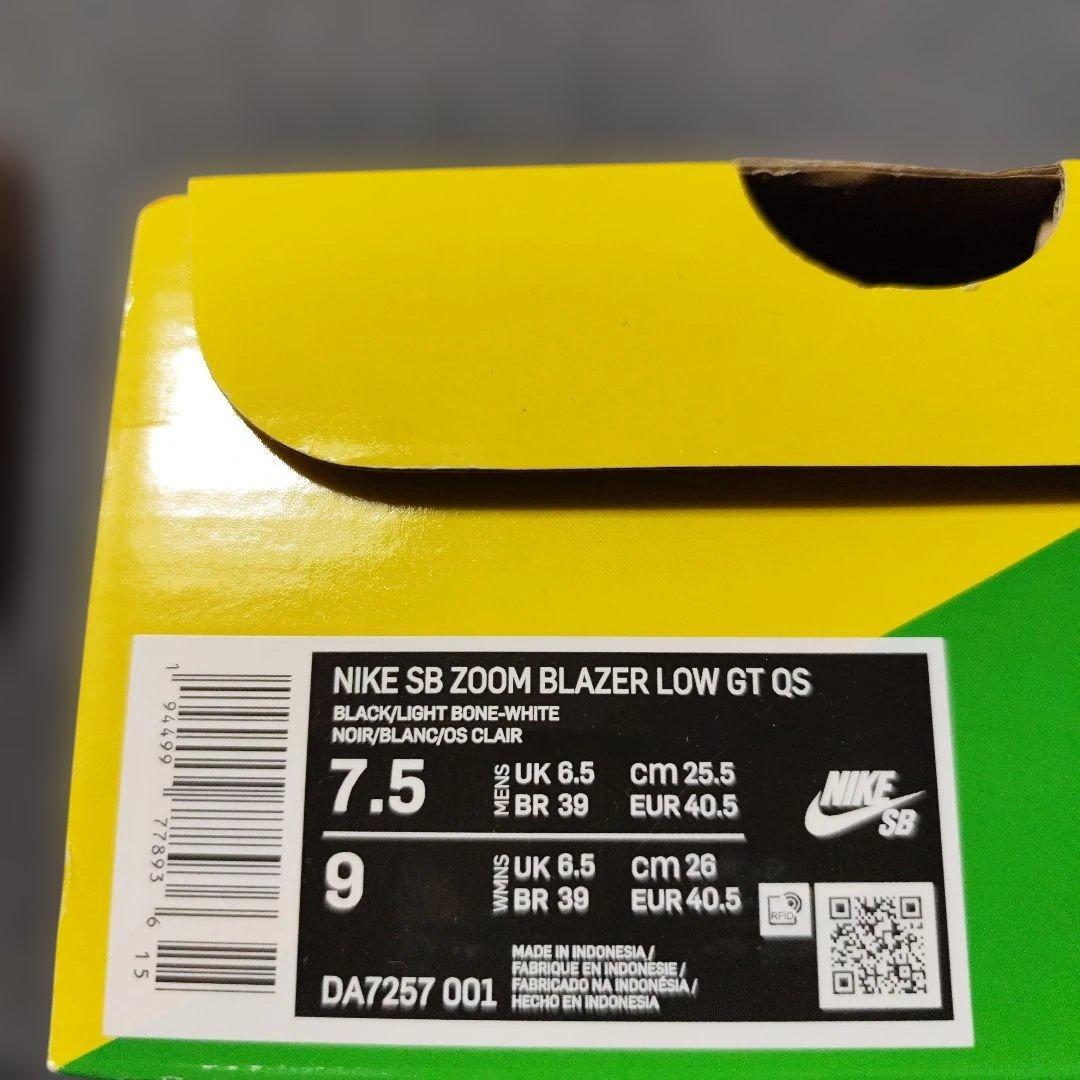 NIKE SB ZOOM BLAZER LOW GT QS
BLACK/LIGHT BONE-WHITE
NOIR/BLANC/OS CLAIR
7.5 MENS UK 6.5 cm 25.5
BR 39 EUR 40.5
9 WMNS UK 6.5 cm 26
BR 39 EUR 40.5
NIKE
SB
RFID
DA7257 001
MADE IN INDONESIA /
FABRIQUE EN INDONESIE /
FABRICADO NA INDONÉSIA /
HECHO EN INDONESIA
1 94499 77893 6 15